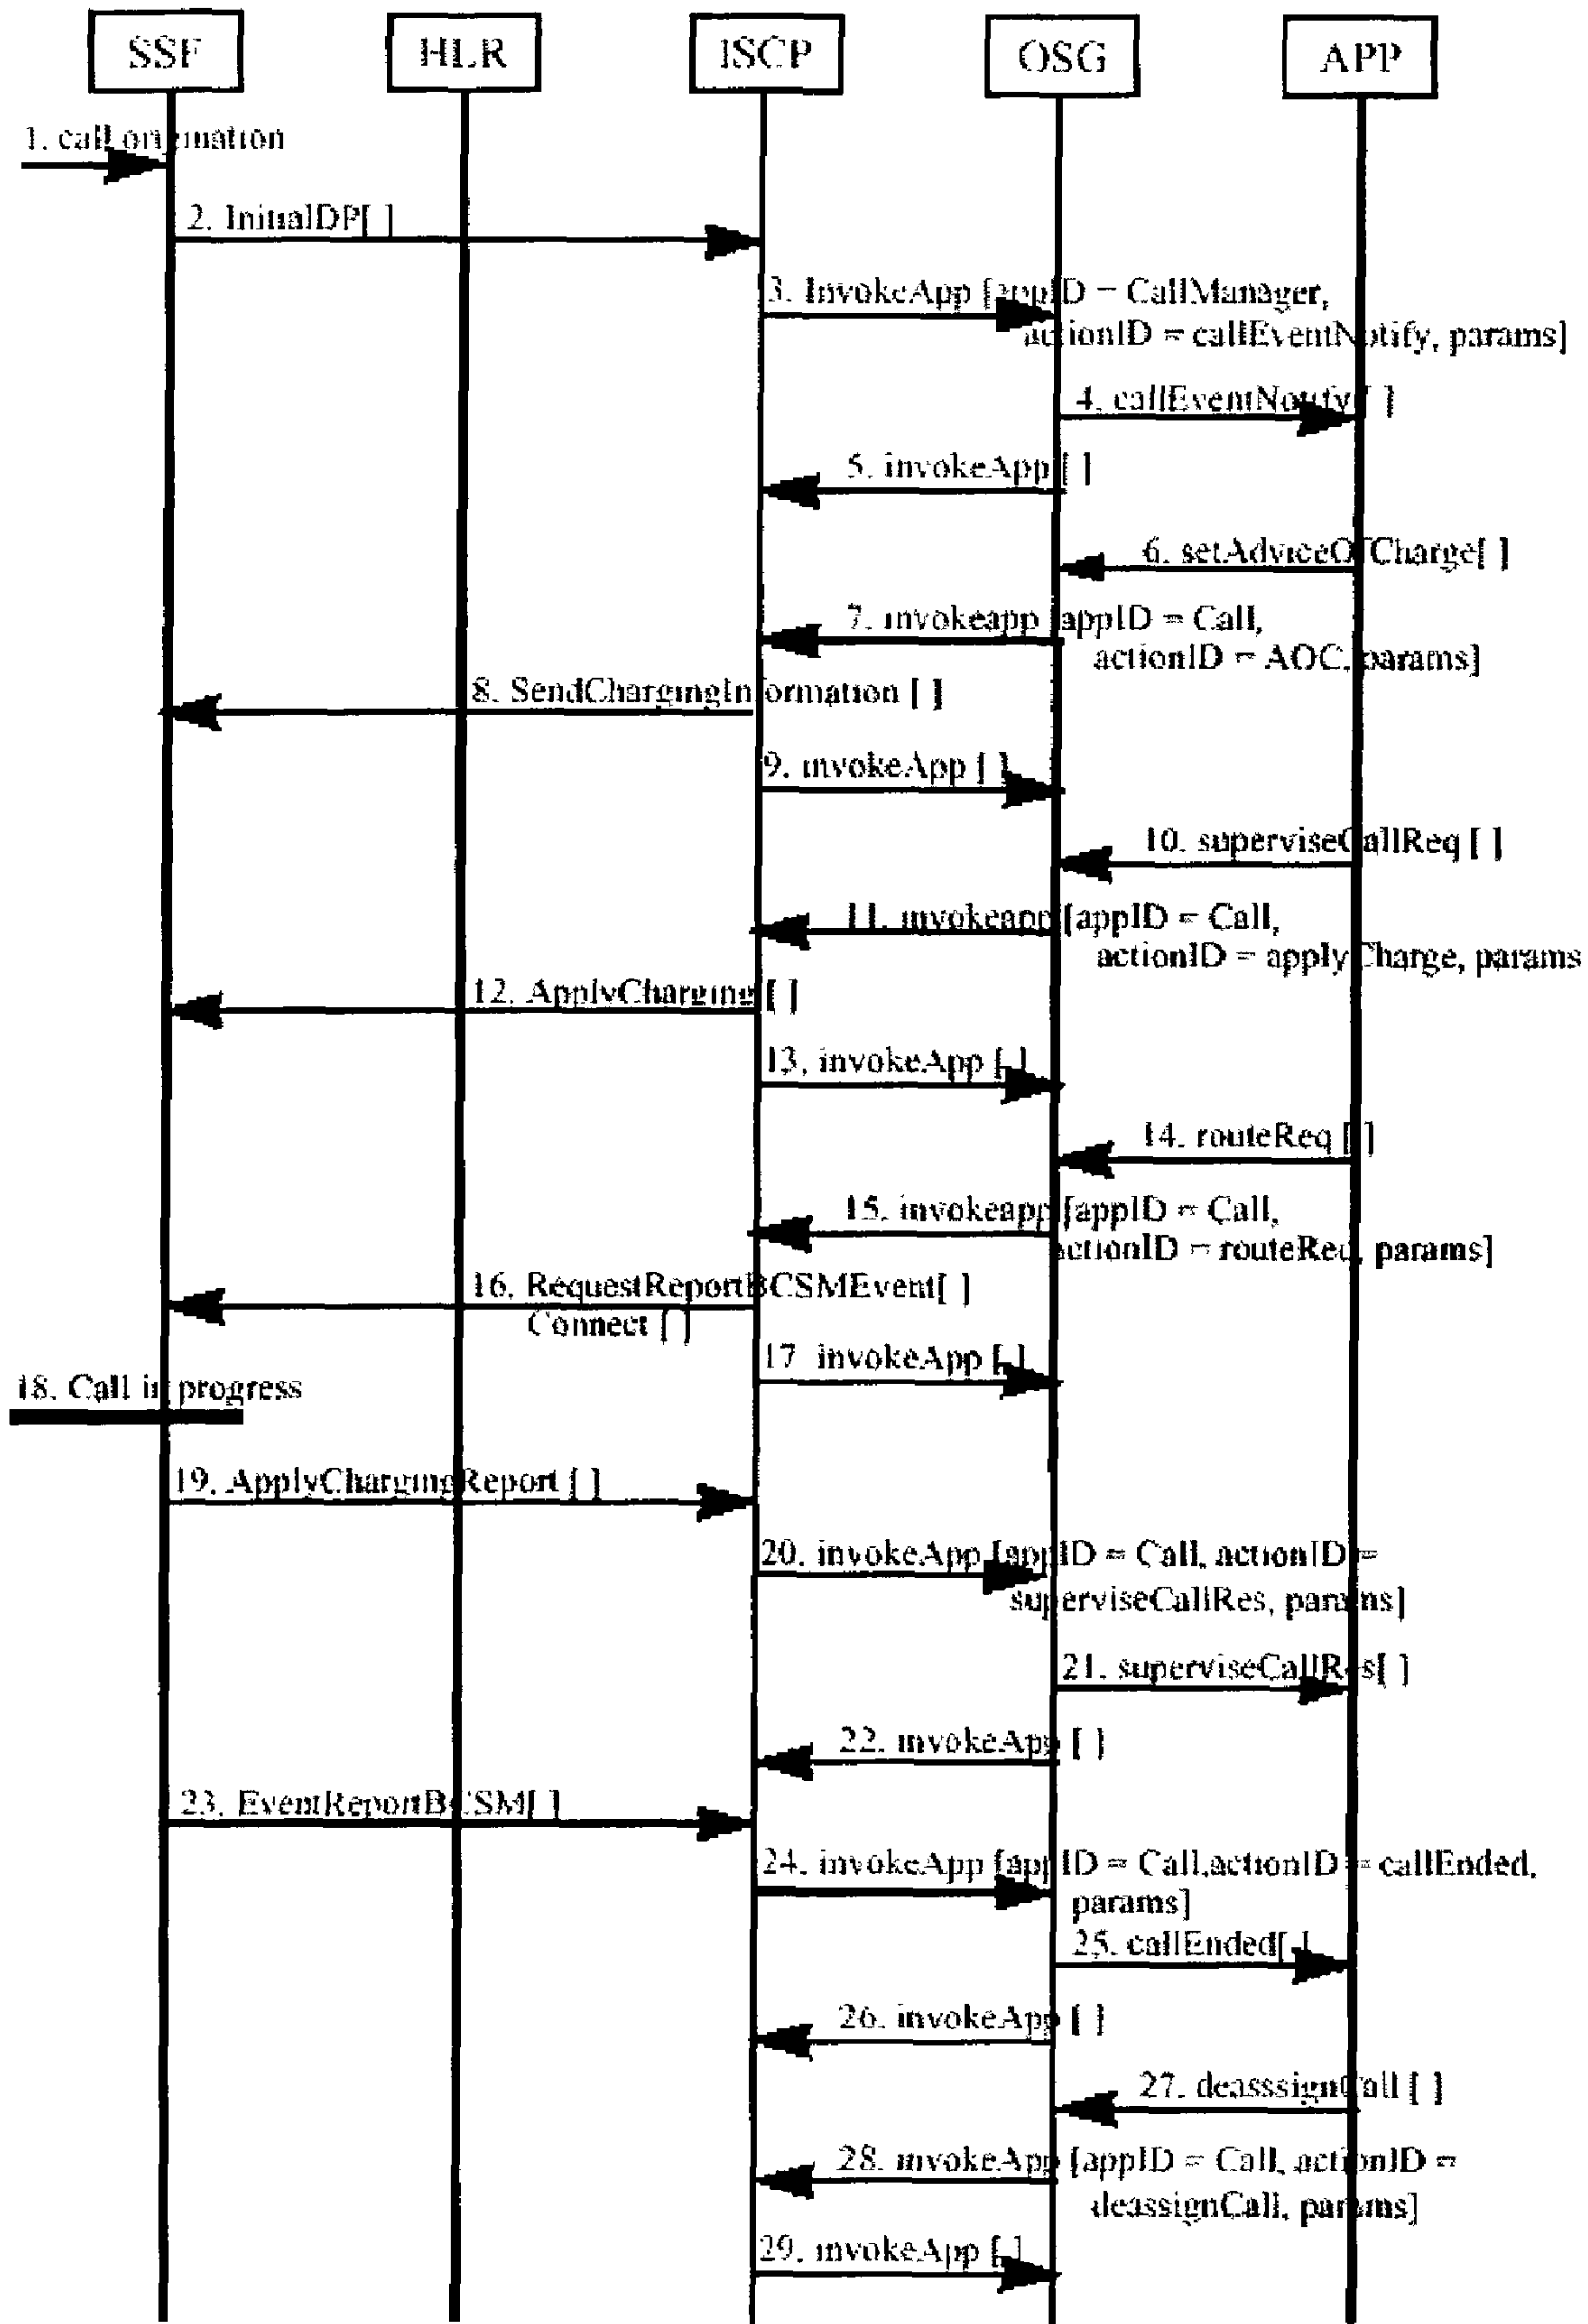 SSF
HLR
ISCP
OSG
APP
1. call origination
2. InitialDP[ ]
3. InvokeApp [appID = CallManager,
actionID = callEventNotify, params]
4. callEventNotify [ ]
5. invokeApp [ ]
6. setAdviceOfCharge[ ]
7. invokeapp [appID = Call,
actionID = AOC, params]
8. SendChargingInformation [ ]
9. invokeApp [ ]
10. superviseCallReq [ ]
11. invokeapp [appID = Call,
actionID = applyCharge, params
12. ApplyCharging [ ]
13. invokeApp [ ]
14. routeReq [ ]
15. invokeapp [appID = Call,
actionID = routeReq, params]
16. RequestReportBCSMEvent[ ]
Connect [ ]
17 invokeApp [ ]
18. Call in progress
19. ApplyChargingReport [ ]
20. invokeApp [appID = Call, actionID =
superviseCallRes, params]
21. superviseCallRes[ ]
22. invokeApp [ ]
23. EventReportBCSM[ ]
24. invokeApp [appID = Call,actionID = callEnded,
params]
25. callEnded[ ]
26. invokeApp [ ]
27. deasssignCall [ ]
28. invokeApp [appID = Call, actionID =
deassignCall, params]
29. invokeApp [ ]